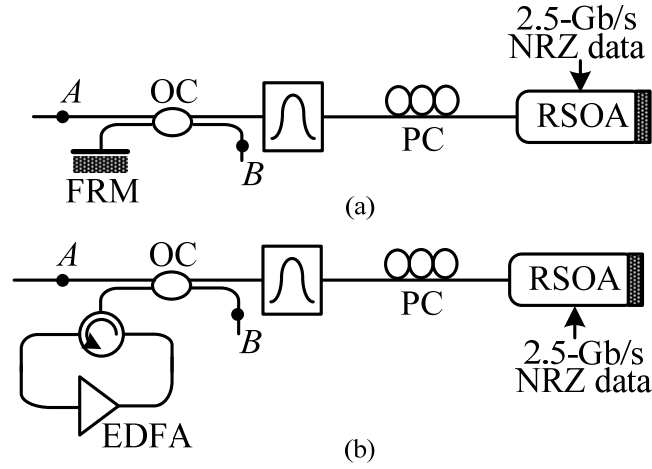 2.5-Gb/s
NRZ data
A
OC
RSOA
PC
FRM
B
(a)
A
OC
RSOA
PC
B
2.5-Gb/s
NRZ data
EDFA
(b)